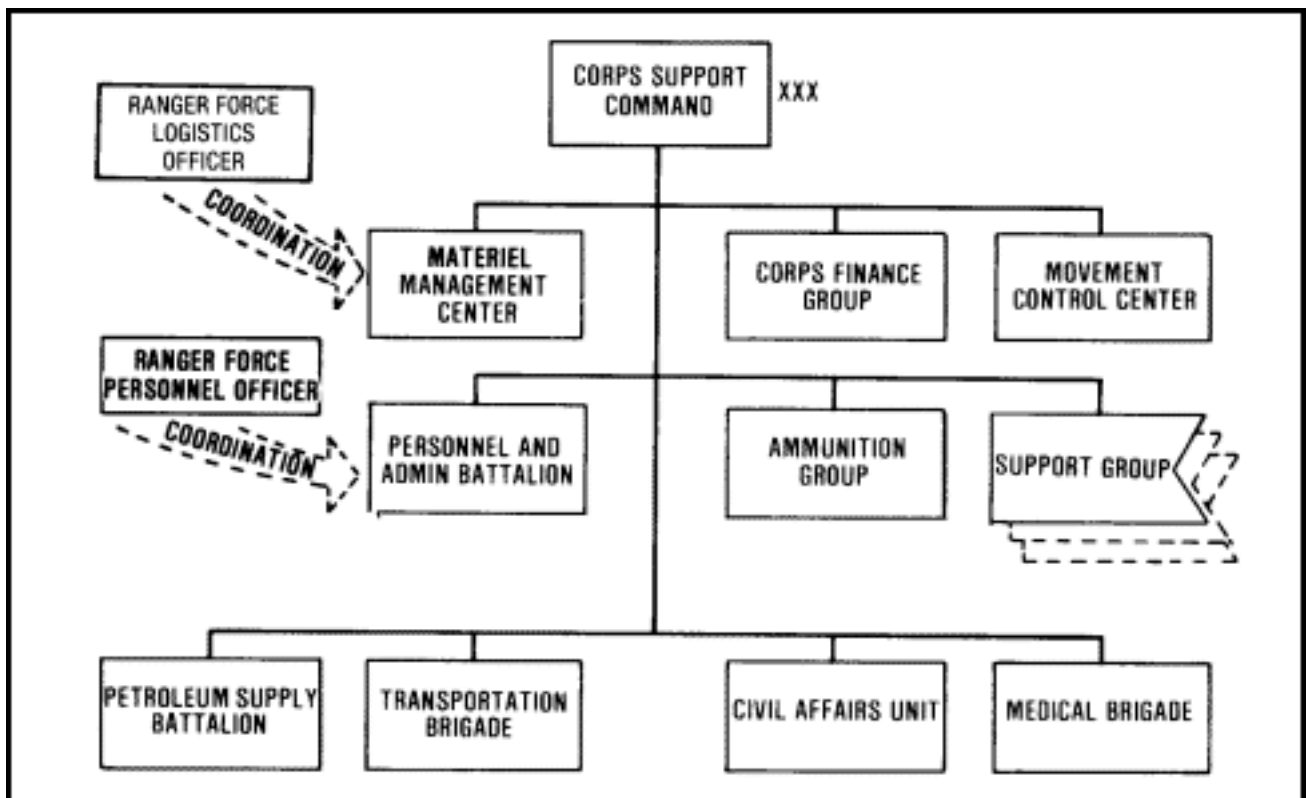 CORPS SUPPORT
COMMAND
XXX
RANGER FORCE
LOGISTICS
OFFICER
COORDINATION
MATERIEL
MANAGEMENT
CENTER
CORPS FINANCE
GROUP
MOVEMENT
CONTROL CENTER
RANGER FORCE
PERSONNEL OFFICER
COORDINATION
PERSONNEL AND
ADMIN BATTALION
AMMUNITION
GROUP
SUPPORT GROUP
PETROLEUM SUPPLY
BATTALION
TRANSPORTATION
BRIGADE
CIVIL AFFAIRS UNIT
MEDICAL BRIGADE